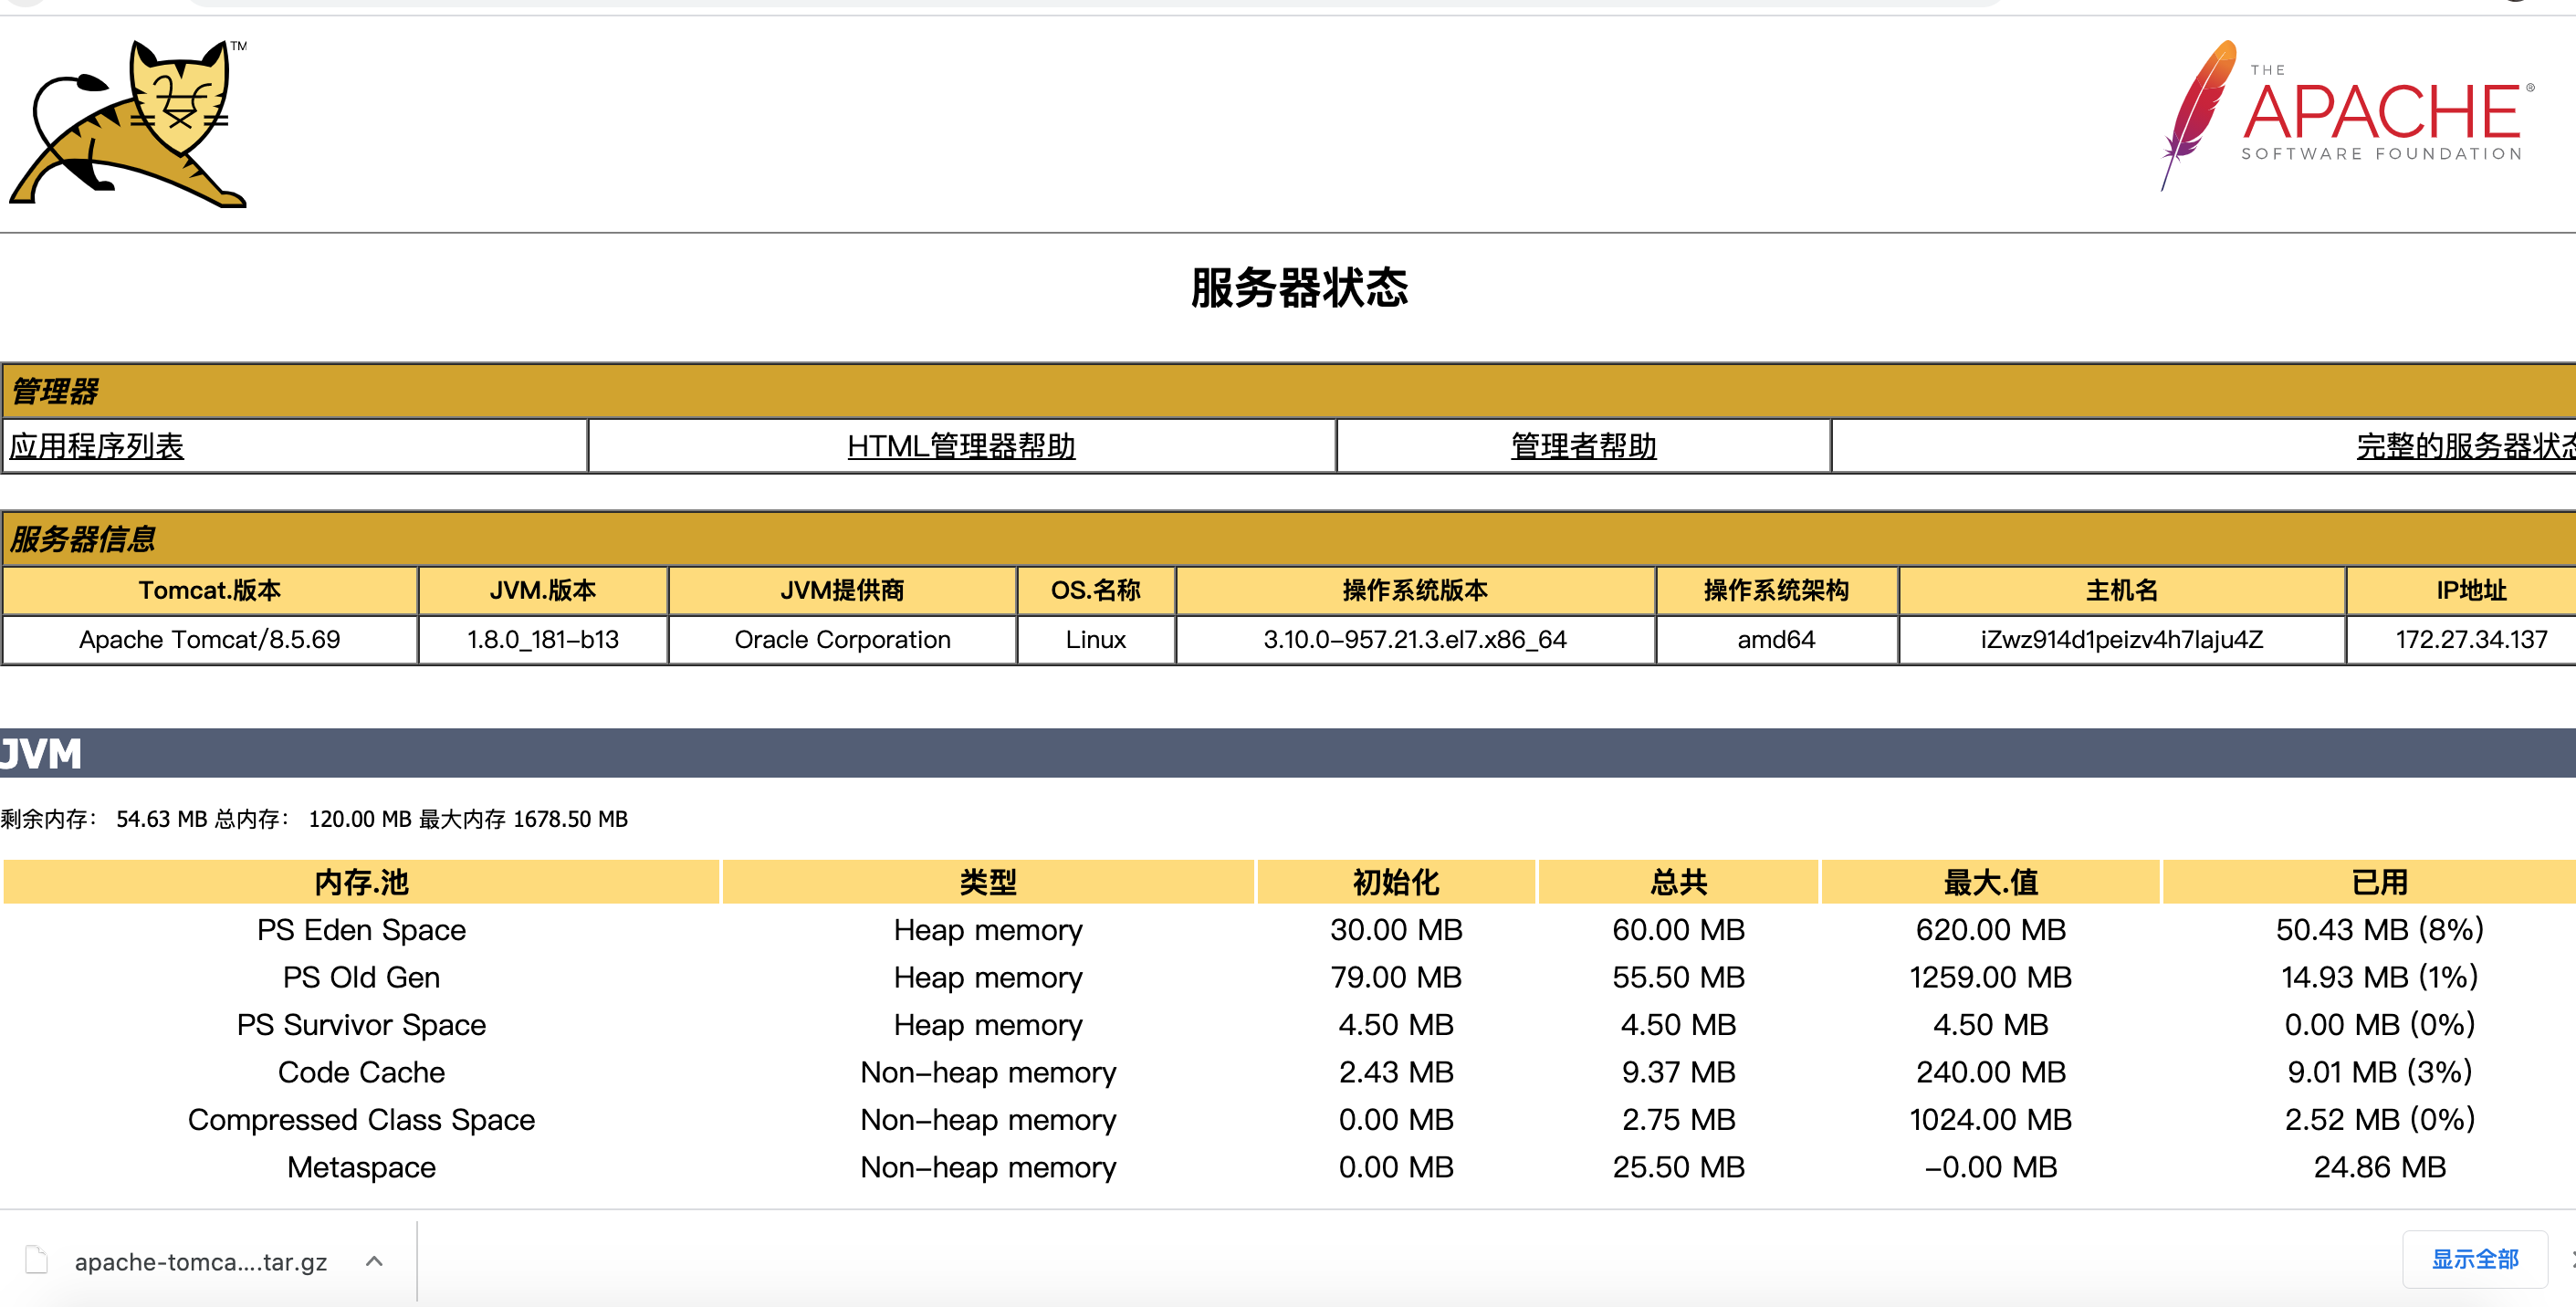 TM
THE
APACHE®
SOFTWARE FOUNDATION
服务器状态
管理器
应用程序列表 HTML管理器帮助 管理者帮助 完整的服务器状态
服务器信息
Tomcat.版本 JVM.版本 JVM提供商 OS.名称 操作系统版本 操作系统架构 主机名 IP地址
Apache Tomcat/8.5.69 1.8.0_181-b13 Oracle Corporation Linux 3.10.0-957.21.3.el7.x86_64 amd64 iZwz914d1peizv4h7laju4Z 172.27.34.137
JVM
剩余内存： 54.63 MB 总内存： 120.00 MB 最大内存 1678.50 MB
内存.池 类型 初始化 总共 最大.值 已用
PS Eden Space Heap memory 30.00 MB 60.00 MB 620.00 MB 50.43 MB (8%)
PS Old Gen Heap memory 79.00 MB 55.50 MB 1259.00 MB 14.93 MB (1%)
PS Survivor Space Heap memory 4.50 MB 4.50 MB 4.50 MB 0.00 MB (0%)
Code Cache Non-heap memory 2.43 MB 9.37 MB 240.00 MB 9.01 MB (3%)
Compressed Class Space Non-heap memory 0.00 MB 2.75 MB 1024.00 MB 2.52 MB (0%)
Metaspace Non-heap memory 0.00 MB 25.50 MB -0.00 MB 24.86 MB
apache-tomca....tar.gz 显示全部